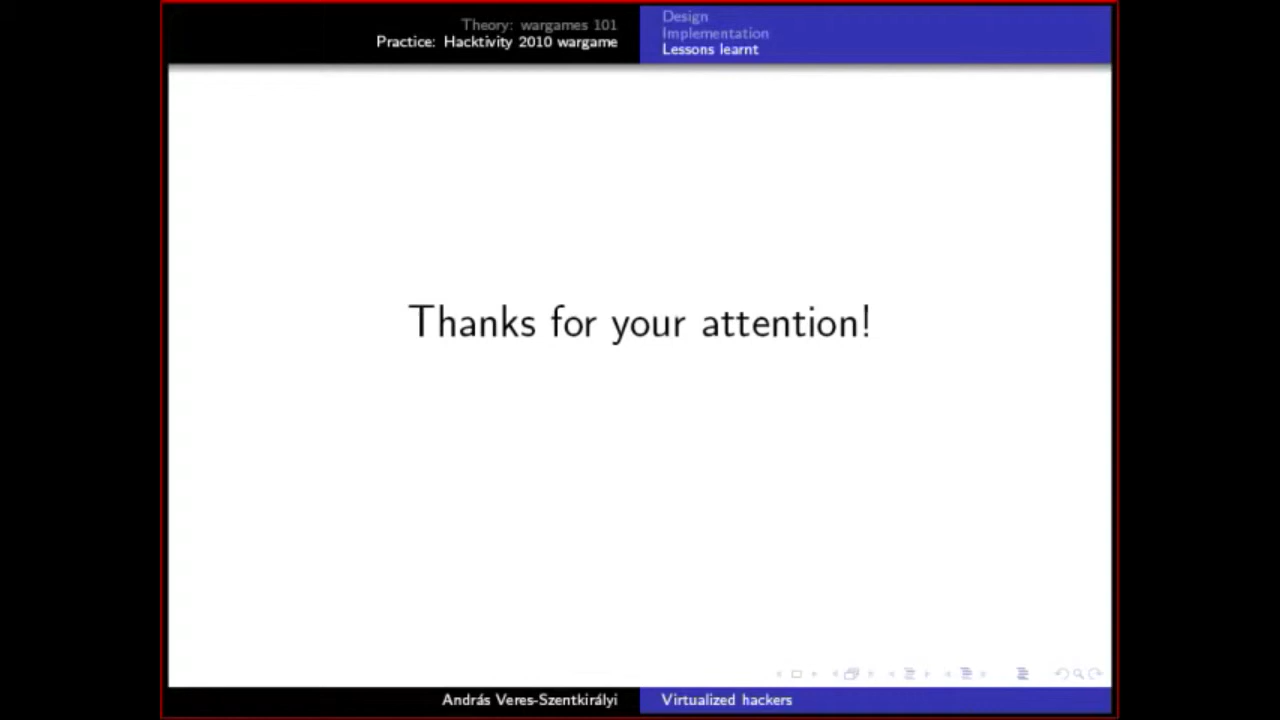 Theory: wargames 101
Practice: Hacktivity 2010 wargame
Design
Implementation
Lessons learnt
Thanks for your attention!
András Veres-Szentkirályi
Virtualized hackers